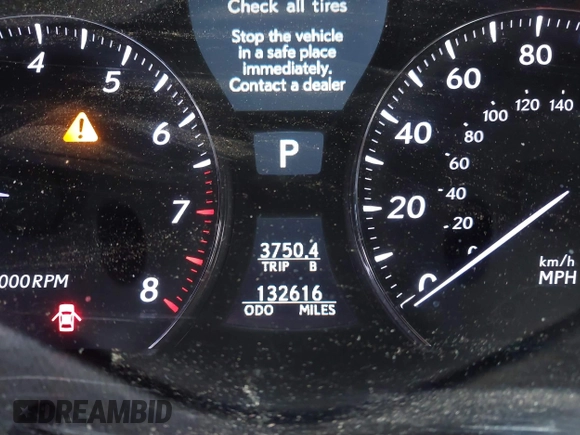 Check all tires
Stop the vehicle
in a safe place
immediately.
Contact a dealer
4
5
6
7
8
000RPM
P
3750.4
TRIP B
132616
ODO MILES
80
60
40
20
0
140
120
100
80
60
40
20
0
km/h
MPH
DREAMBID